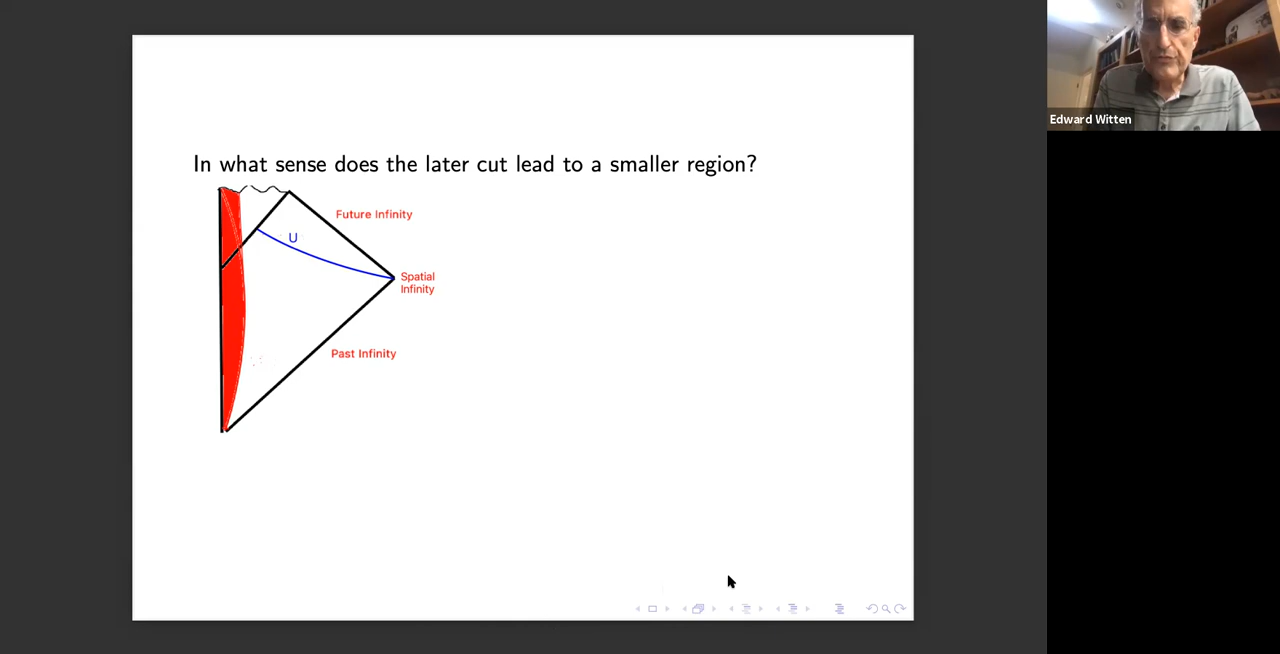 In what sense does the later cut lead to a smaller region?
Future Infinity
U
Spatial
Infinity
Past Infinity
Edward Witten